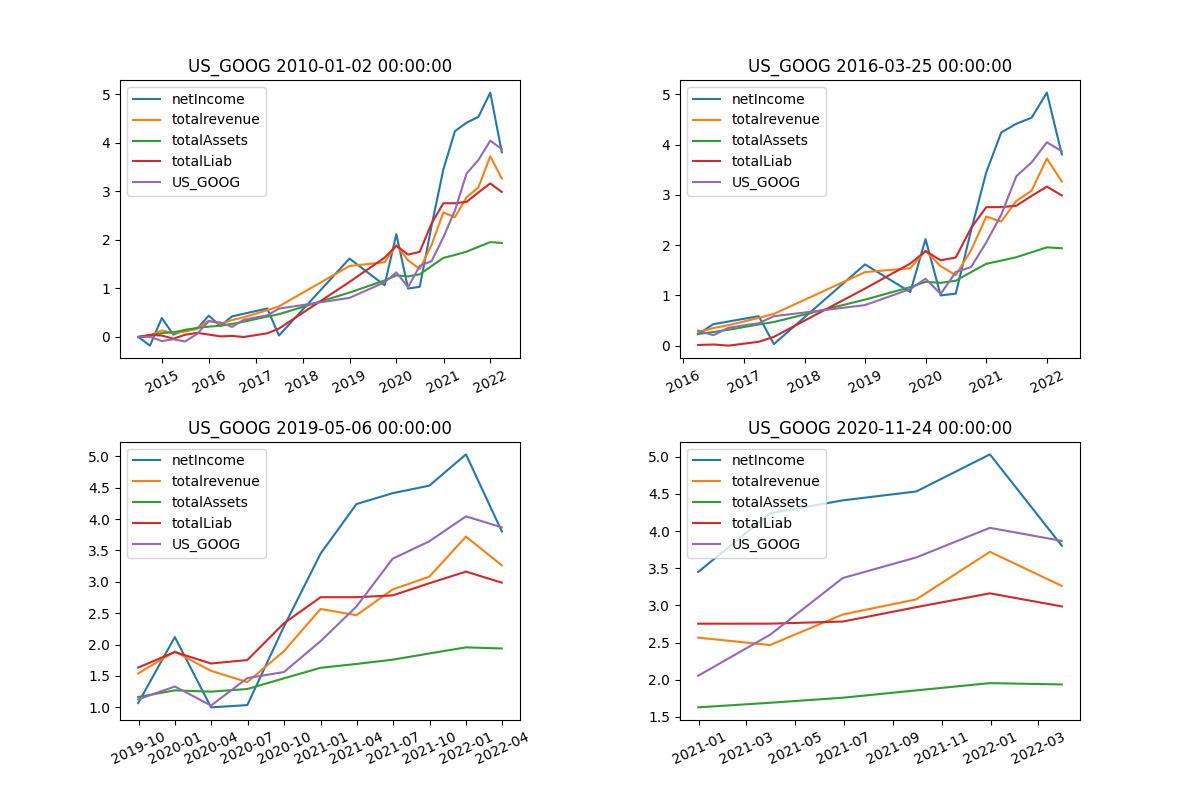 US_GOOG 2010-01-02 00:00:00
netIncome
totalrevenue
totalAssets
totalLiab
US_GOOG
5
4
3
2
1
0
2015 2016 2017 2018 2019 2020 2021 2022
US_GOOG 2016-03-25 00:00:00
netIncome
totalrevenue
totalAssets
totalLiab
US_GOOG
5
4
3
2
1
0
2016 2017 2018 2019 2020 2021 2022
US_GOOG 2019-05-06 00:00:00
netIncome
totalrevenue
totalAssets
totalLiab
US_GOOG
5.0
4.5
4.0
3.5
3.0
2.5
2.0
1.5
1.0
2019-10 2020-01 2020-04 2020-07 2020-10 2021-01 2021-04 2021-07 2021-10 2022-01 2022-04
US_GOOG 2020-11-24 00:00:00
netIncome
totalrevenue
totalAssets
totalLiab
US_GOOG
5.0
4.5
4.0
3.5
3.0
2.5
2.0
1.5
2021-01 2021-03 2021-05 2021-07 2021-09 2021-11 2022-01 2022-03